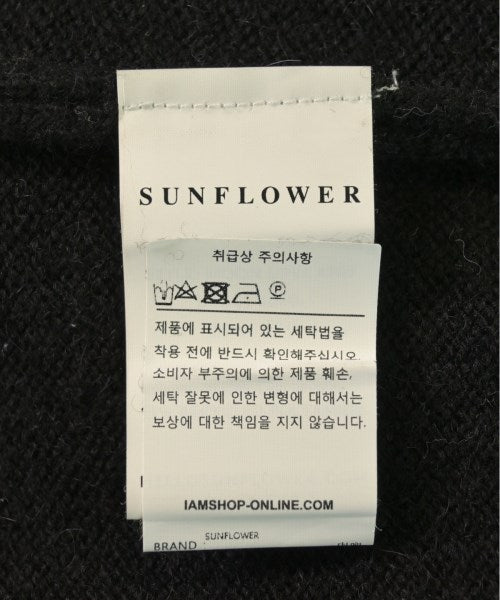 SUNFLOWER
취급상 주의사항
P
제품에 표시되어 있는 세탁법을
착용 전에 반드시 확인해주십시오.
소비자 부주의에 의한 제품 훼손,
세탁 잘못에 인한 변형에 대해서는
보상에 대한 책임을 지지 않습니다.
IAMSHOP-ONLINE.COM
SUNFLOWER
BRAND :